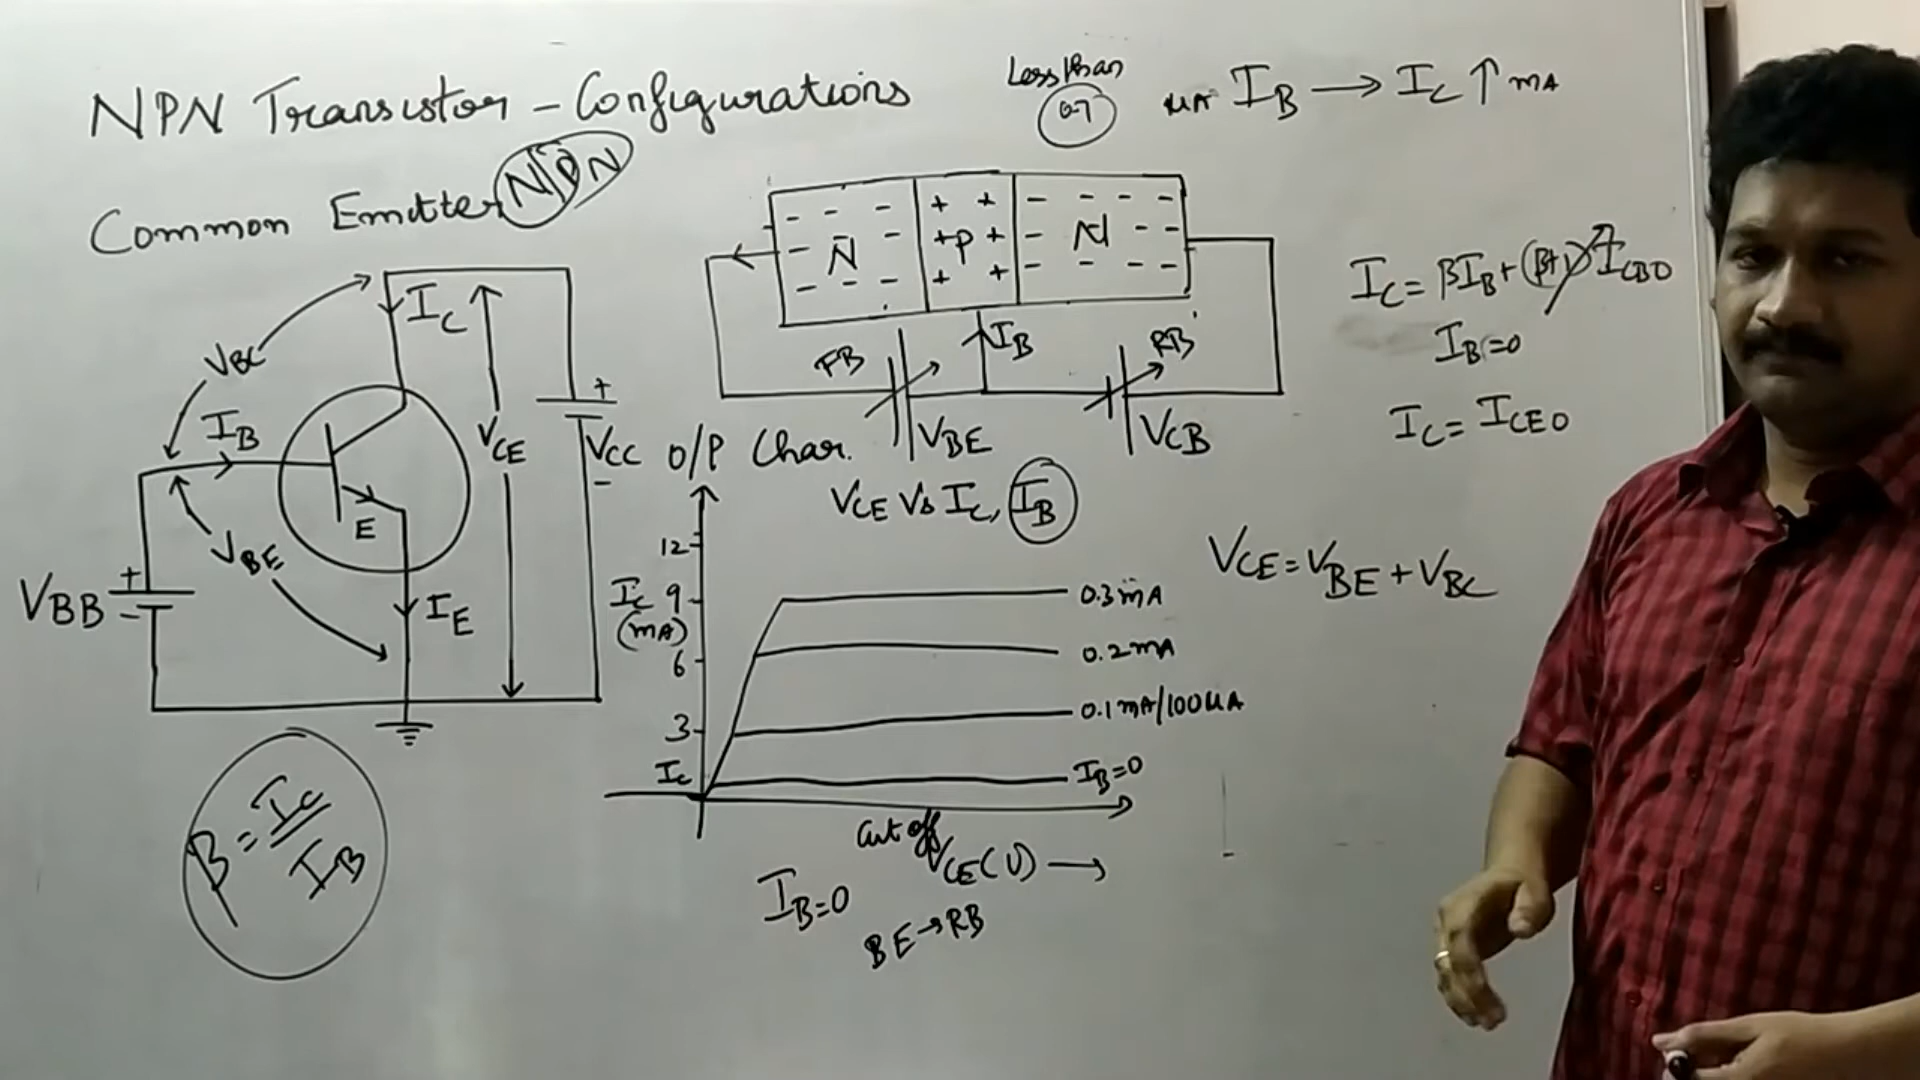 NPN Transistor - Configurations
Less than
0.7
μA IB → IC ↑ mA
Common Emitter NPN
- - - + + - - - -
- N - + P + - N - -
- - - + + - - - -
IC = βIB + (β+1) ICBO
IB = 0
IC = ICEO
IC
VBC
IB
VCE
+
VCC
-
E
VBE
VBB
+
-
IE
FB
IB
RB
VBE
VCB
O/P Char.
VCE Vs IC, IB
VCE = VBE + VBC
12
IC 9
(mA)
6
3
IC
0.3mA
0.2mA
0.1mA/100μA
IB=0
Cut off
VCE(V) →
IB=0
BE → RB
β = IC/IB